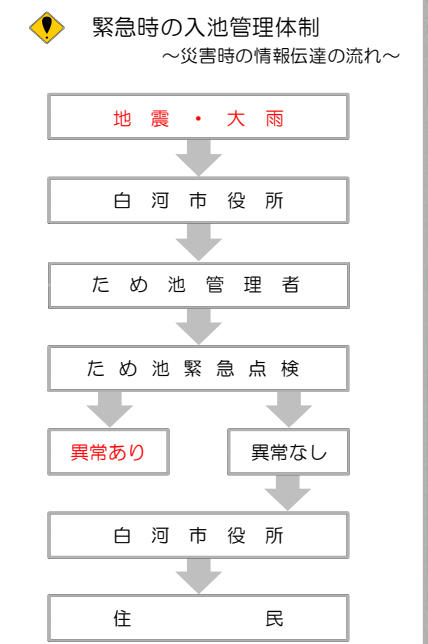 緊急時の入池管理体制
～災害時の情報伝達の流れ～
地震・大雨
白河市役所
ため池管理者
ため池緊急点検
異常あり
異常なし
白河市役所
住民